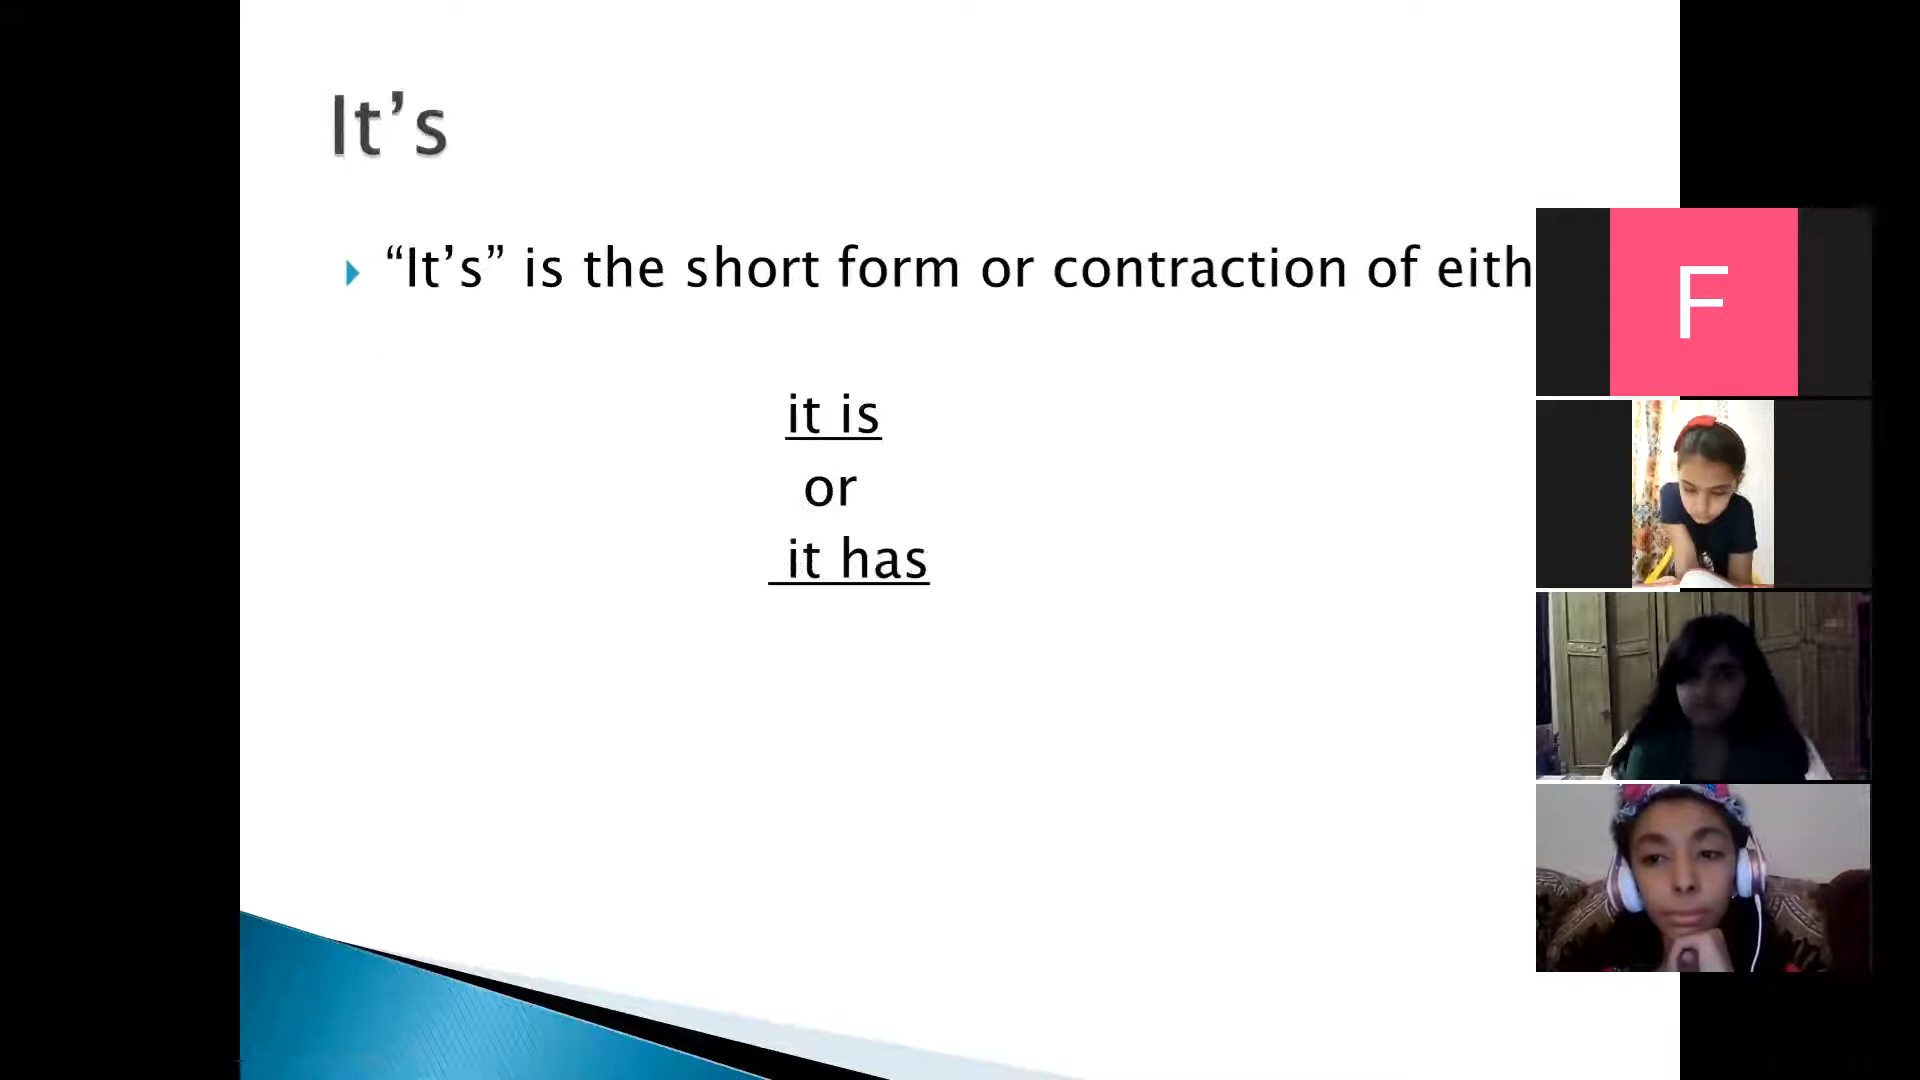 It’s
“It’s” is the short form or contraction of eith
it is
or
it has
F